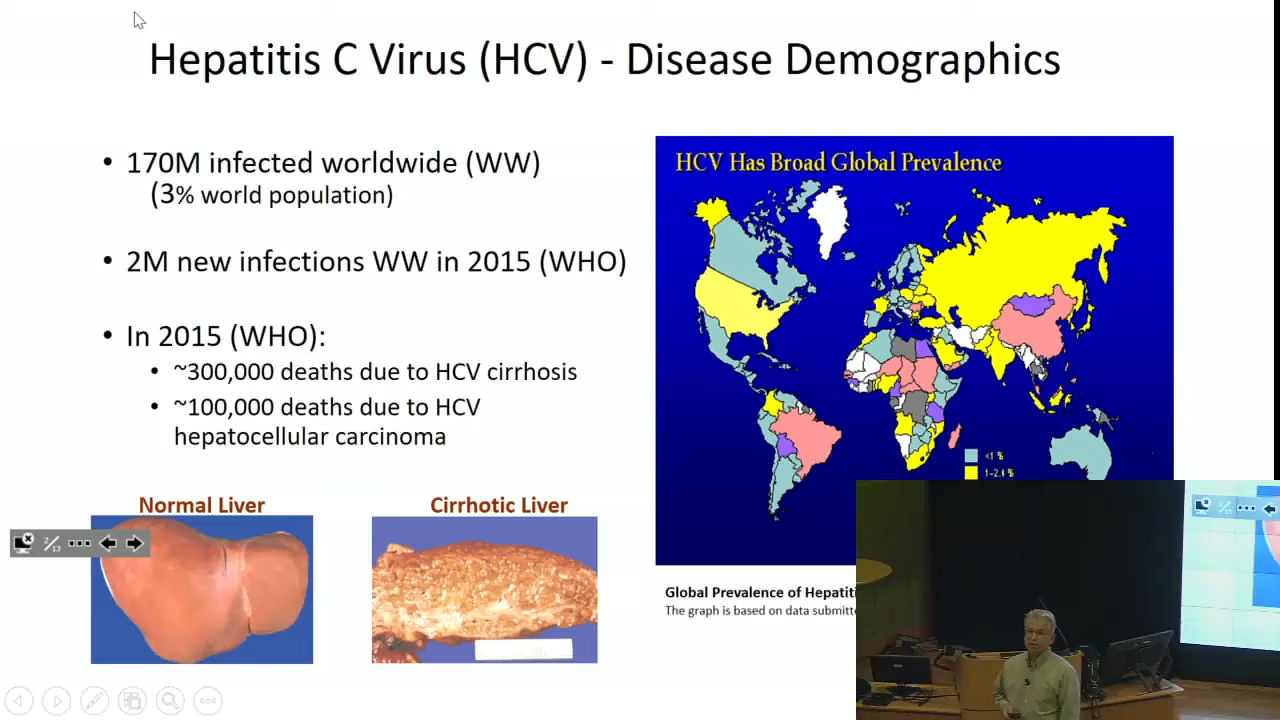 Hepatitis C Virus (HCV) - Disease Demographics
• 170M infected worldwide (WW)
(3% world population)
• 2M new infections WW in 2015 (WHO)
• In 2015 (WHO):
• ~300,000 deaths due to HCV cirrhosis
• ~100,000 deaths due to HCV
hepatocellular carcinoma
Normal Liver
Cirrhotic Liver
2/13
HCV Has Broad Global Prevalence
<1 %
1-2.4 %
Global Prevalence of Hepatiti
The graph is based on data submitte